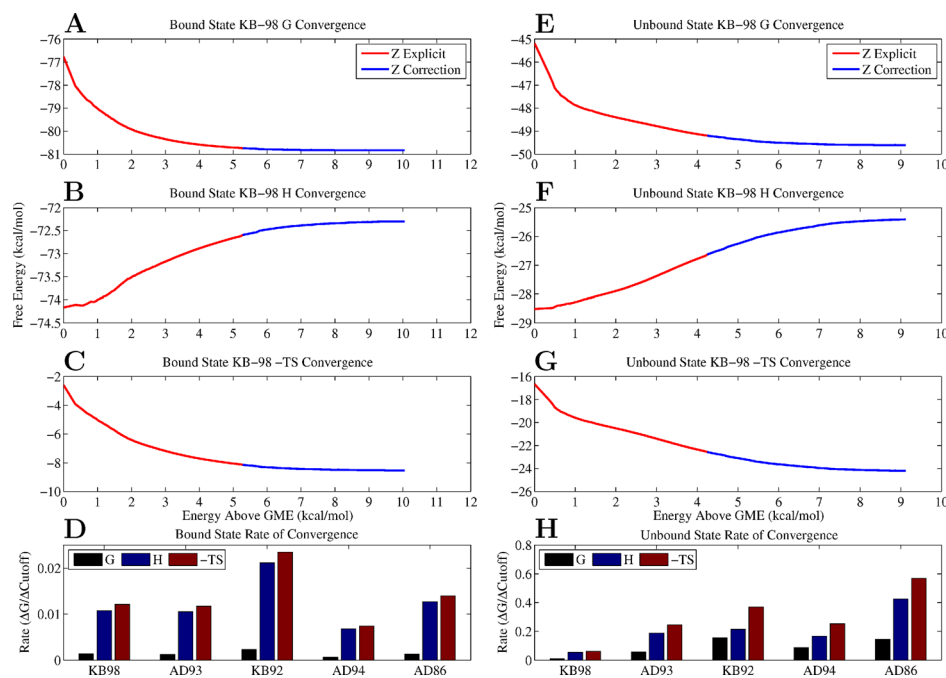 A
Bound State KB-98 G Convergence
−76
−77
−78
−79
−80
−81
0 1 2 3 4 5 6 7 8 9 10 11 12
Z Explicit
Z Correction
E
Unbound State KB-98 G Convergence
−45
−46
−47
−48
−49
−50
0 1 2 3 4 5 6 7 8 9 10
Z Explicit
Z Correction
B
Bound State KB-98 H Convergence
Free Energy (kcal/mol)
−72
−72.5
−73
−73.5
−74
−74.5
0 1 2 3 4 5 6 7 8 9 10 11 12
F
Unbound State KB-98 H Convergence
Free Energy (kcal/mol)
−25
−26
−27
−28
−29
0 1 2 3 4 5 6 7 8 9 10
C
Bound State KB-98 −TS Convergence
−2
−4
−6
−8
−10
0 1 2 3 4 5 6 7 8 9 10 11 12
Energy Above GME (kcal/mol)
G
Unbound State KB-98 −TS Convergence
−16
−18
−20
−22
−24
−26
0 1 2 3 4 5 6 7 8 9 10
Energy Above GME (kcal/mol)
D
Bound State Rate of Convergence
Rate (ΔG/ΔCutoff)
0.02
0.01
0
G H −TS
KB98 AD93 KB92 AD94 AD86
H
Unbound State Rate of Convergence
Rate (ΔG/ΔCutoff)
0.8
0.6
0.4
0.2
0
G H −TS
KB98 AD93 KB92 AD94 AD86